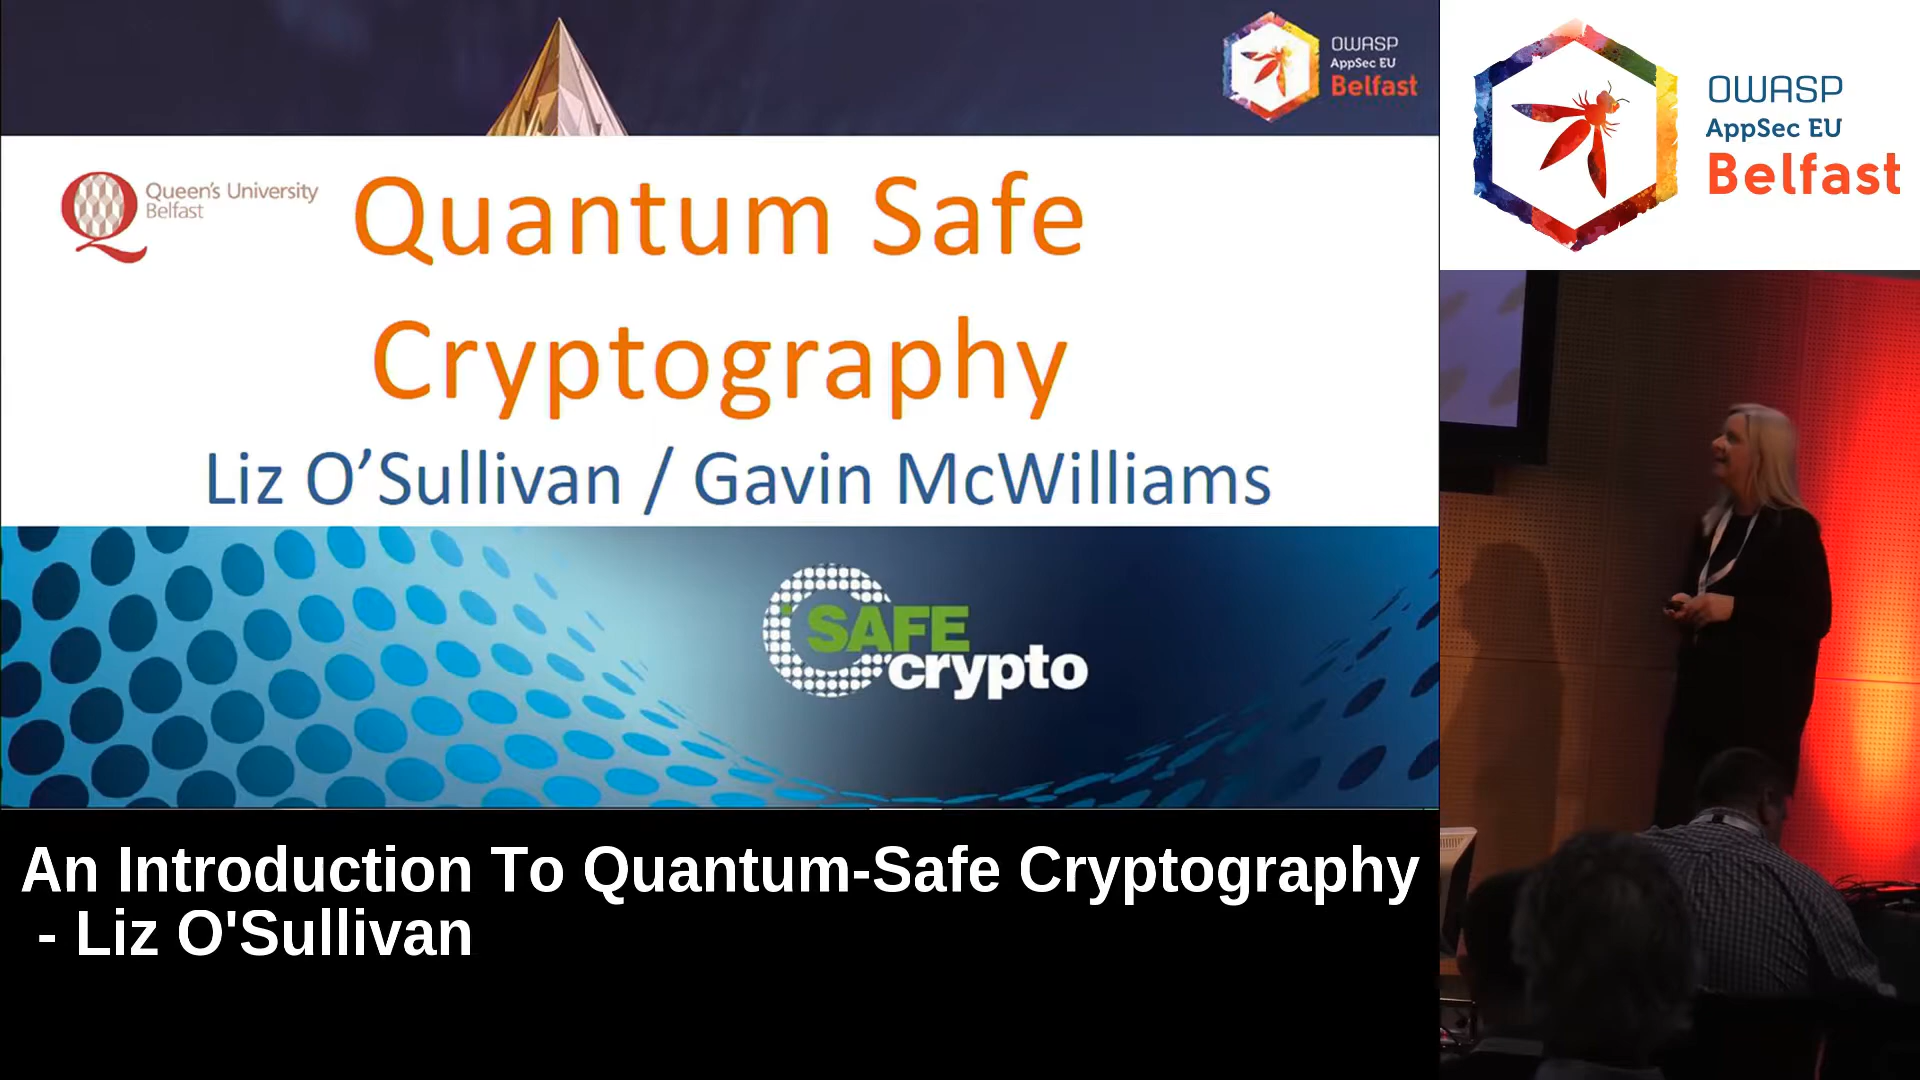 OWASP
AppSec EU
Belfast
Queen's University
Belfast
Quantum Safe
Cryptography
Liz O'Sullivan / Gavin McWilliams
SAFE
crypto
An Introduction To Quantum-Safe Cryptography
- Liz O'Sullivan
OWASP
AppSec EU
Belfast